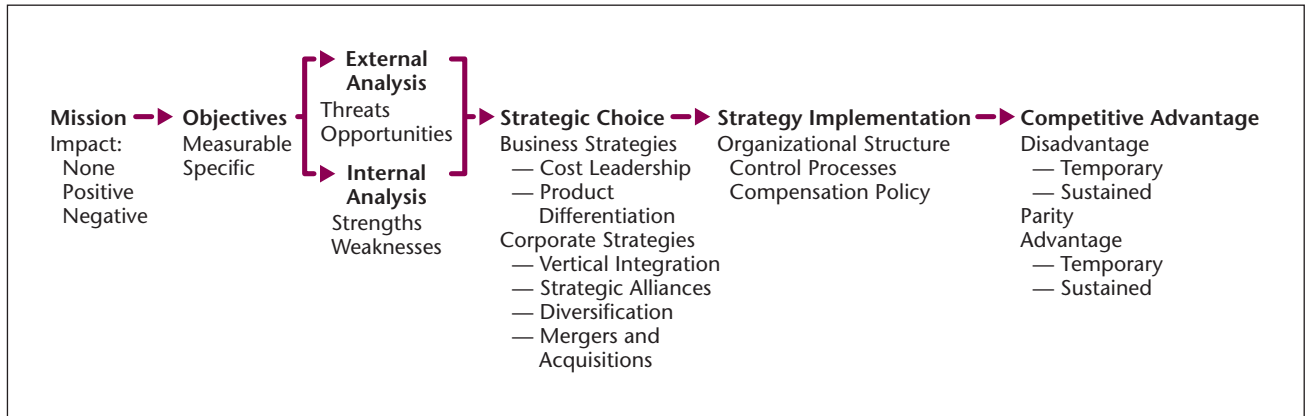 Mission
Impact:
None
Positive
Negative
Objectives
Measurable
Specific
External
Analysis
Threats
Opportunities
Internal
Analysis
Strengths
Weaknesses
Strategic Choice
Business Strategies
— Cost Leadership
— Product
Differentiation
Corporate Strategies
— Vertical Integration
— Strategic Alliances
— Diversification
— Mergers and
Acquisitions
Strategy Implementation
Organizational Structure
Control Processes
Compensation Policy
Competitive Advantage
Disadvantage
— Temporary
— Sustained
Parity
Advantage
— Temporary
— Sustained